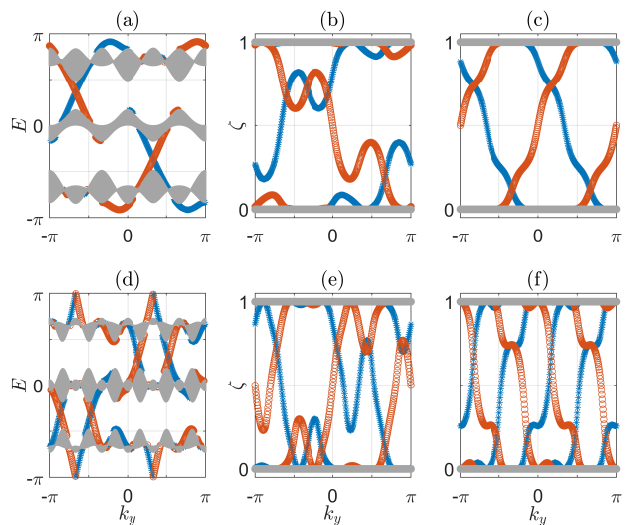 (a) (b) (c)
π 1 1
E 0 ζ
-π 0 0
-π 0 π -π 0 π -π 0 π
(d) (e) (f)
π 1 1
E 0 ζ
-π 0 0
-π 0 π -π 0 π -π 0 π
k_y k_y k_y